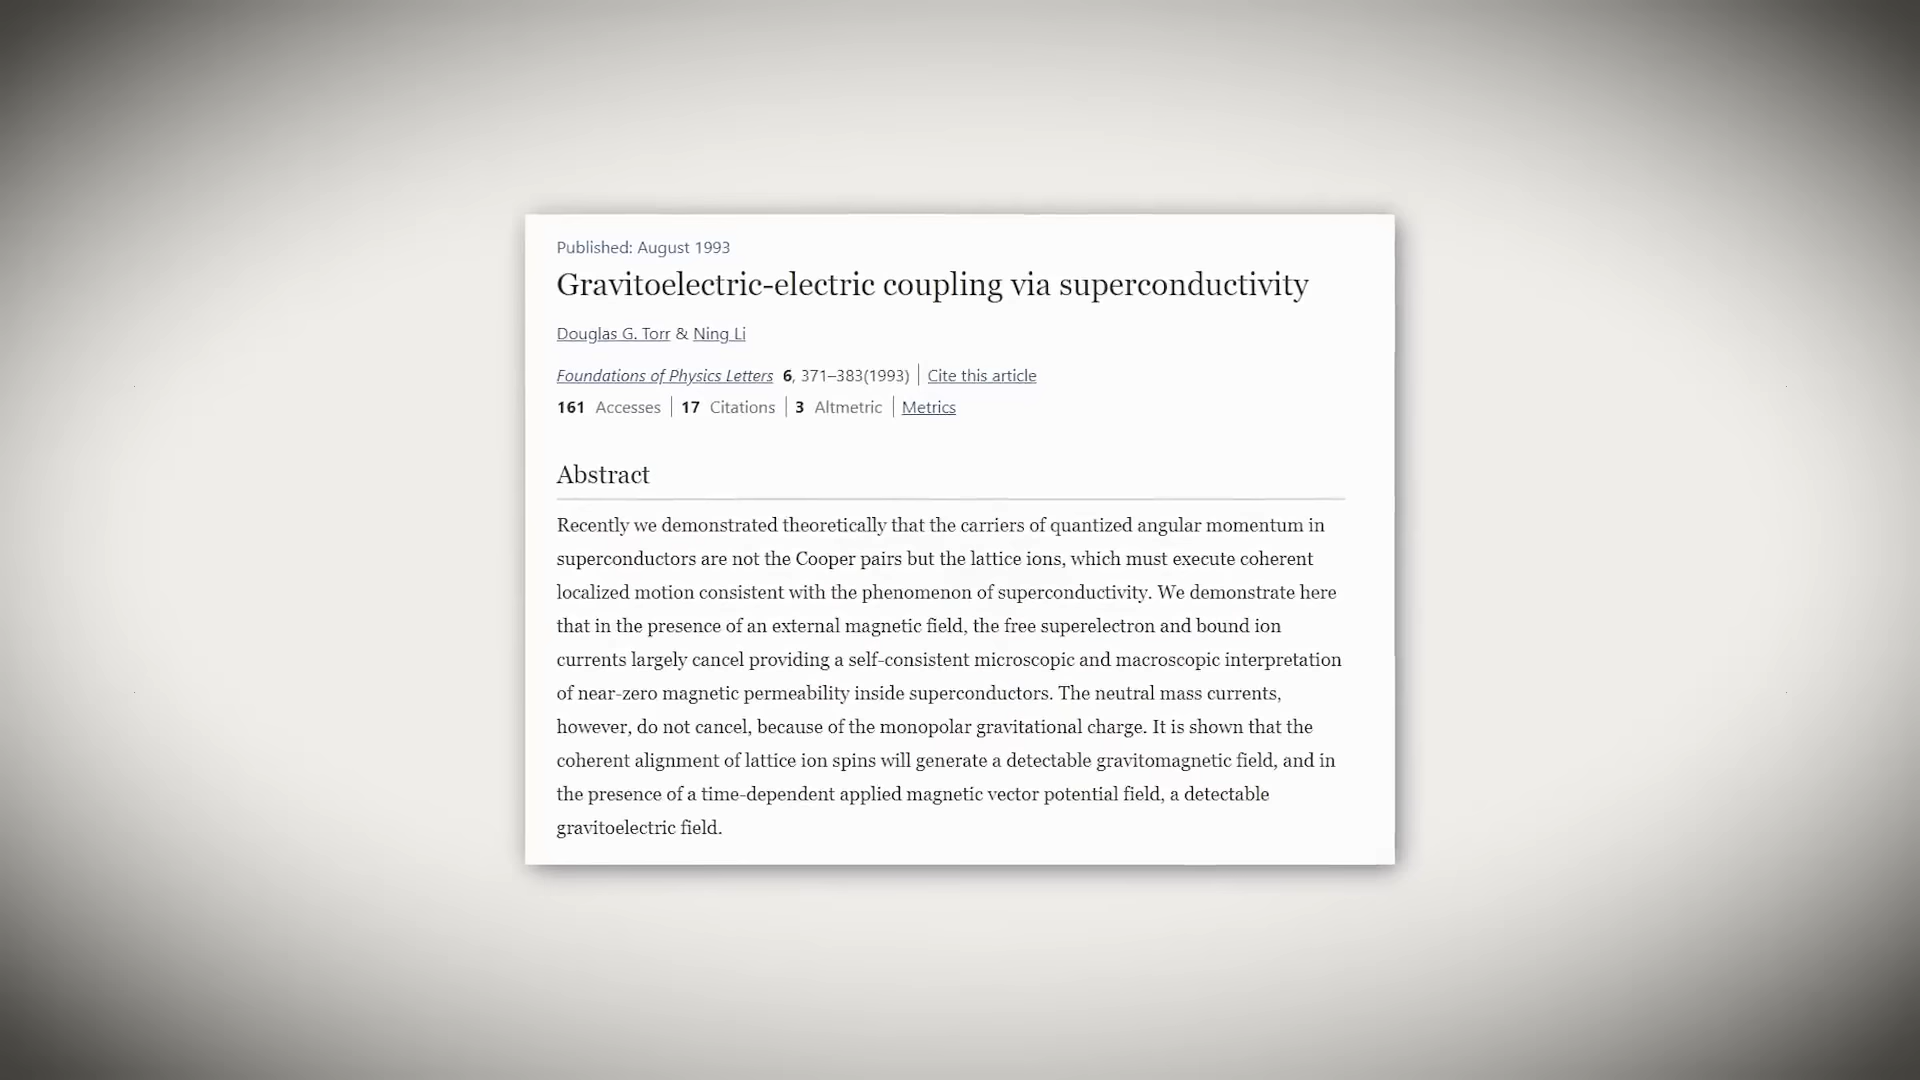 Published: August 1993
Gravitoelectric-electric coupling via superconductivity
Douglas G. Torr & Ning Li
Foundations of Physics Letters 6, 371–383(1993) | Cite this article
161 Accesses | 17 Citations | 3 Altmetric | Metrics
Abstract
Recently we demonstrated theoretically that the carriers of quantized angular momentum in
superconductors are not the Cooper pairs but the lattice ions, which must execute coherent
localized motion consistent with the phenomenon of superconductivity. We demonstrate here
that in the presence of an external magnetic field, the free superelectron and bound ion
currents largely cancel providing a self-consistent microscopic and macroscopic interpretation
of near-zero magnetic permeability inside superconductors. The neutral mass currents,
however, do not cancel, because of the monopolar gravitational charge. It is shown that the
coherent alignment of lattice ion spins will generate a detectable gravitomagnetic field, and in
the presence of a time-dependent applied magnetic vector potential field, a detectable
gravitoelectric field.